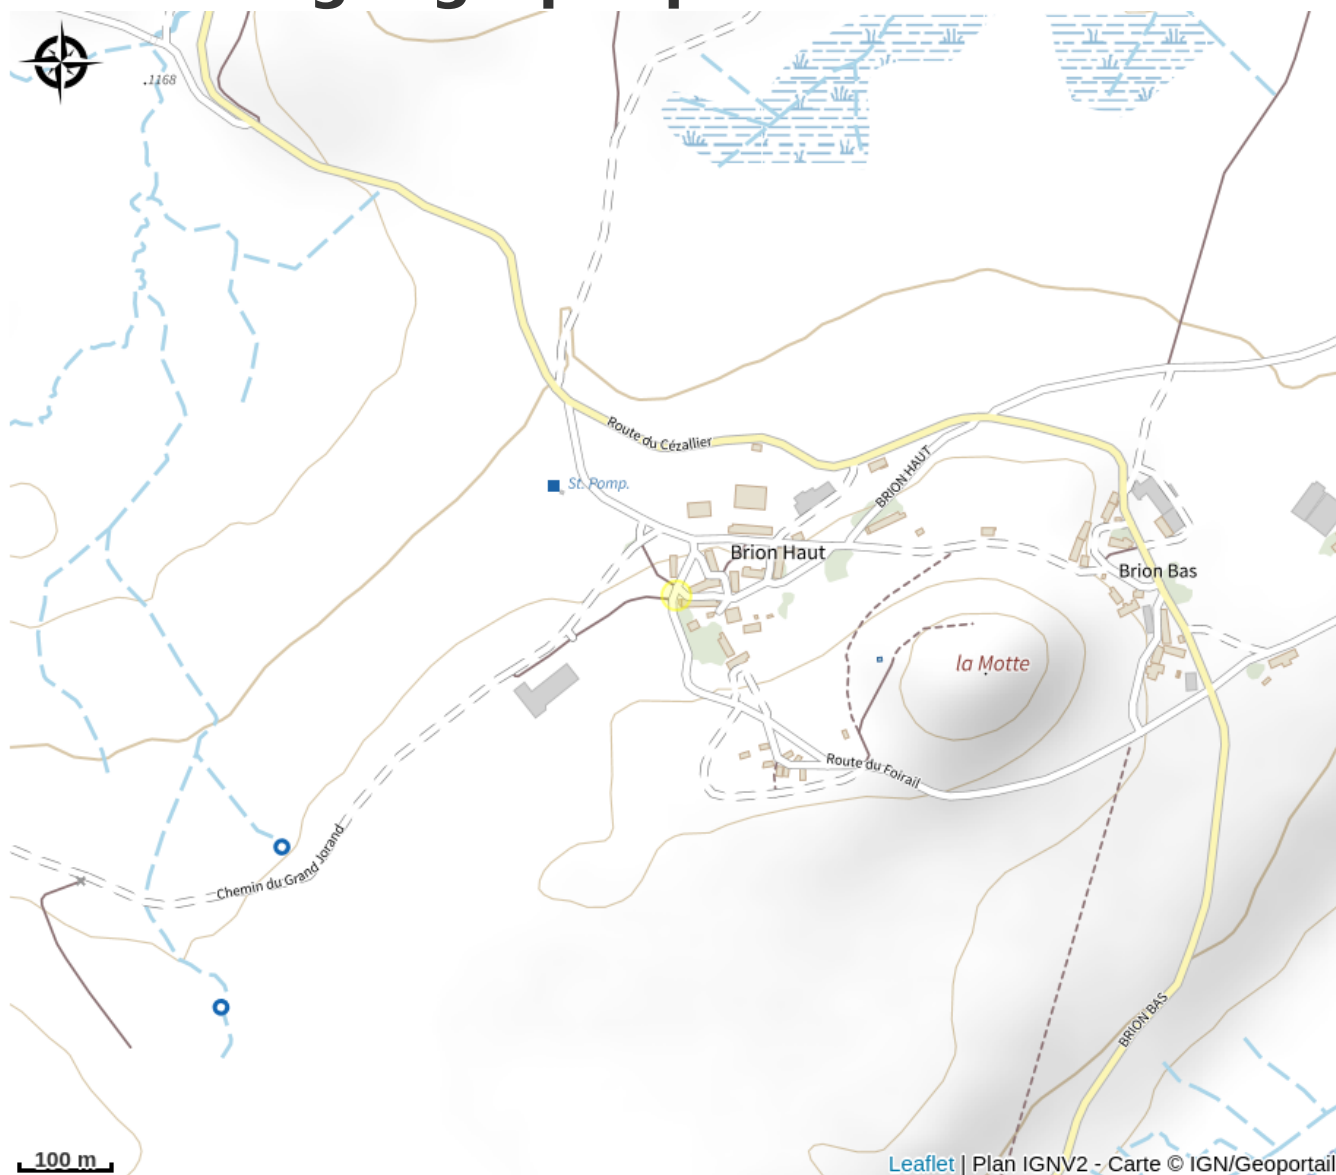 1168
Route du Cézallier
BRION HAUT
St. Pomp.
Brion Haut
Brion Bas
la Motte
Route du Foirail
Chemin du Grand Jorand
BRION BAS
100 m
Leaflet | Plan IGNV2 - Carte © IGN/Geoportail